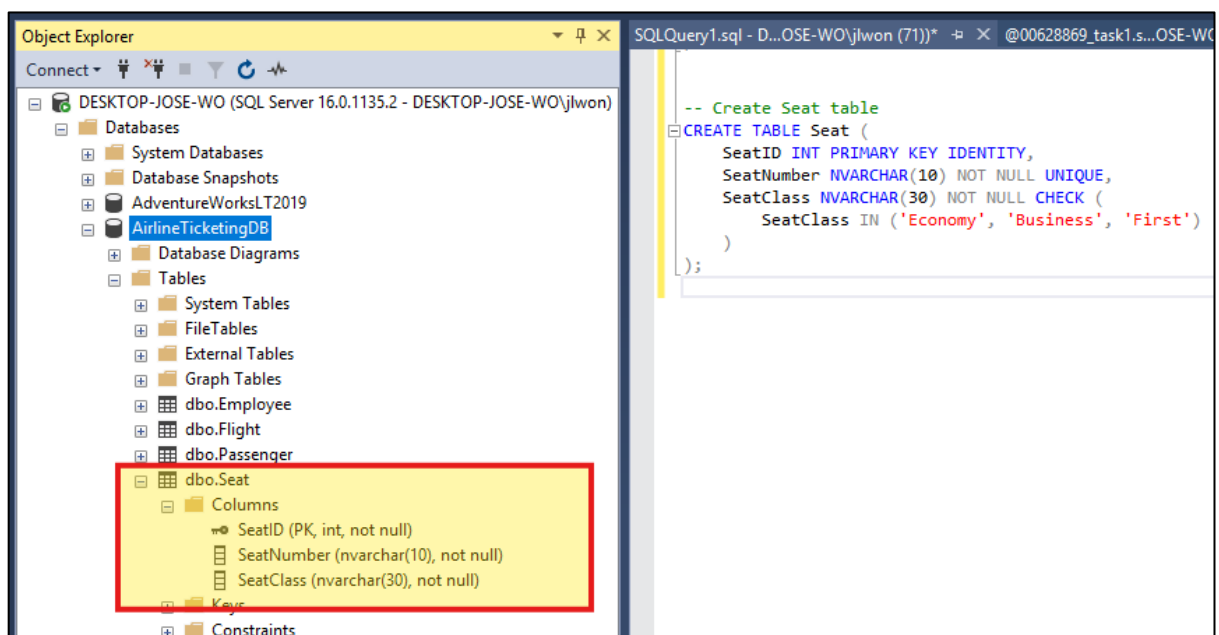 Object Explorer
Connect
DESKTOP-JOSE-WO (SQL Server 16.0.1135.2 - DESKTOP-JOSE-WO\jlwon)
Databases
System Databases
Database Snapshots
AdventureWorksLT2019
AirlineTicketingDB
Database Diagrams
Tables
System Tables
FileTables
External Tables
Graph Tables
dbo.Employee
dbo.Flight
dbo.Passenger
dbo.Seat
Columns
SeatID (PK, int, not null)
SeatNumber (nvarchar(10), not null)
SeatClass (nvarchar(30), not null)
Keys
Constraints
SQLQuery1.sql - D...OSE-WO\jlwon (71))* @00628869_task1.s...OSE-WO
-- Create Seat table
CREATE TABLE Seat (
SeatID INT PRIMARY KEY IDENTITY,
SeatNumber NVARCHAR(10) NOT NULL UNIQUE,
SeatClass NVARCHAR(30) NOT NULL CHECK (
SeatClass IN ('Economy', 'Business', 'First')
)
);